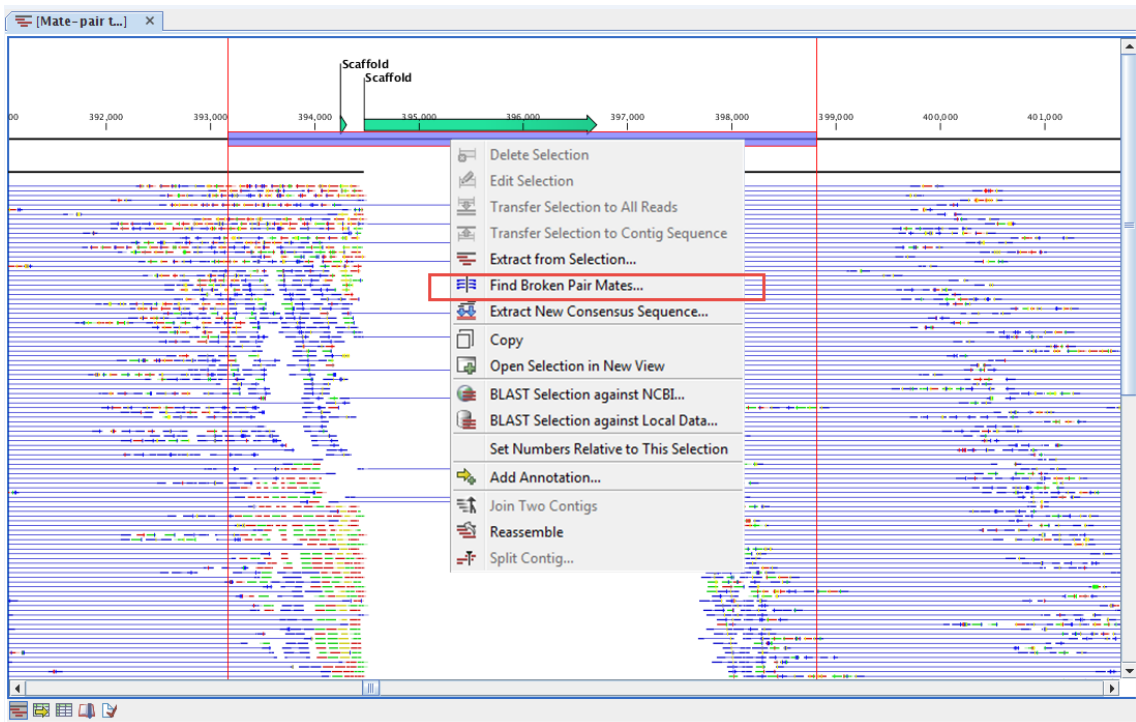 [Mate-pair t...]
Scaffold
Scaffold
00 392,000 393,000 394,000 395,000 396,000 397,000 398,000 399,000 400,000 401,000
Delete Selection
Edit Selection
Transfer Selection to All Reads
Transfer Selection to Contig Sequence
Extract from Selection...
Find Broken Pair Mates...
Extract New Consensus Sequence...
Copy
Open Selection in New View
BLAST Selection against NCBI...
BLAST Selection against Local Data...
Set Numbers Relative to This Selection
Add Annotation...
Join Two Contigs
Reassemble
Split Contig...